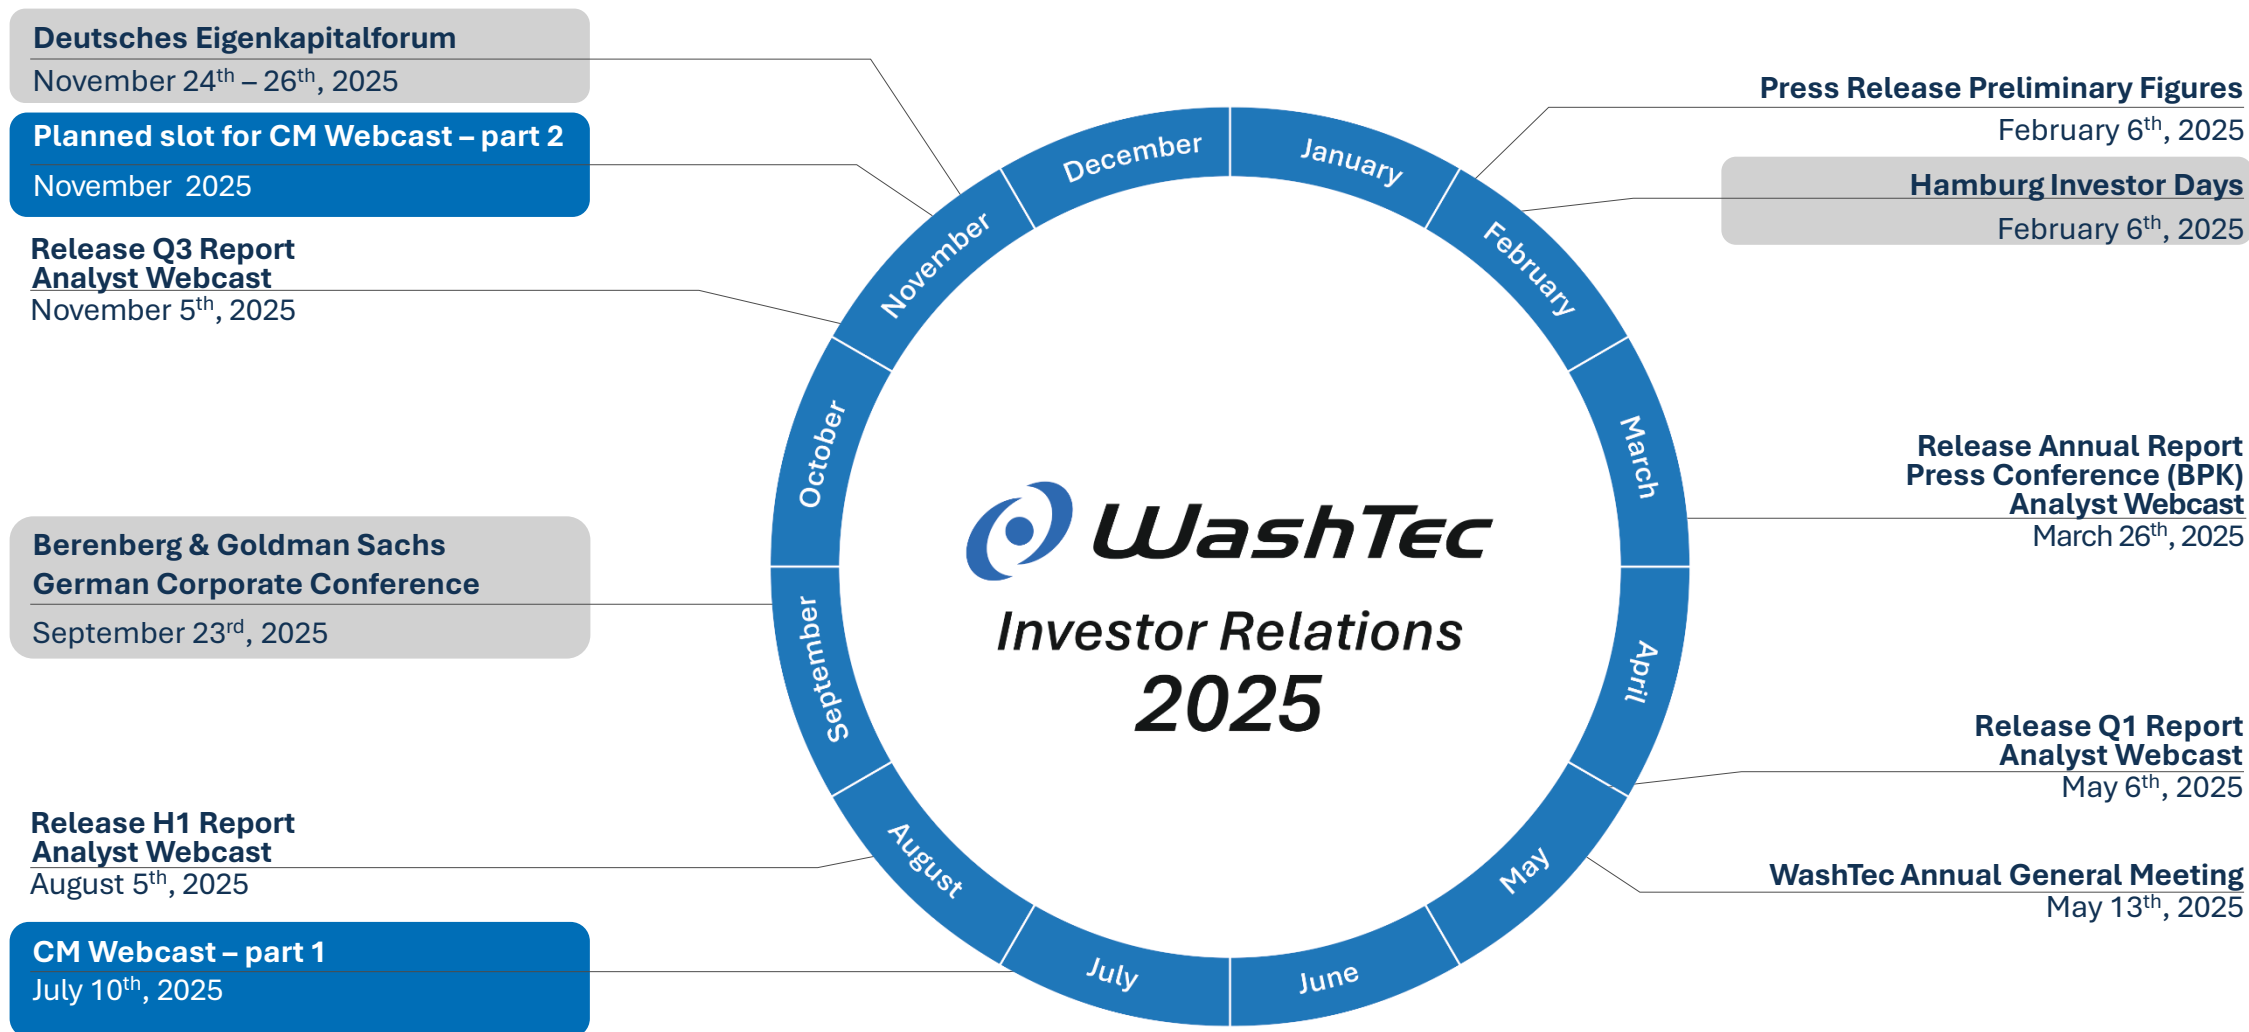 Deutsches Eigenkapitalforum
November 24th – 26th, 2025
Planned slot for CM Webcast – part 2
November 2025
Release Q3 Report
Analyst Webcast
November 5th, 2025
Berenberg & Goldman Sachs
German Corporate Conference
September 23rd, 2025
Release H1 Report
Analyst Webcast
August 5th, 2025
CM Webcast – part 1
July 10th, 2025
January
February
March
April
May
June
July
August
September
October
November
December
WashTec
Investor Relations
2025
Press Release Preliminary Figures
February 6th, 2025
Hamburg Investor Days
February 6th, 2025
Release Annual Report
Press Conference (BPK)
Analyst Webcast
March 26th, 2025
Release Q1 Report
Analyst Webcast
May 6th, 2025
WashTec Annual General Meeting
May 13th, 2025